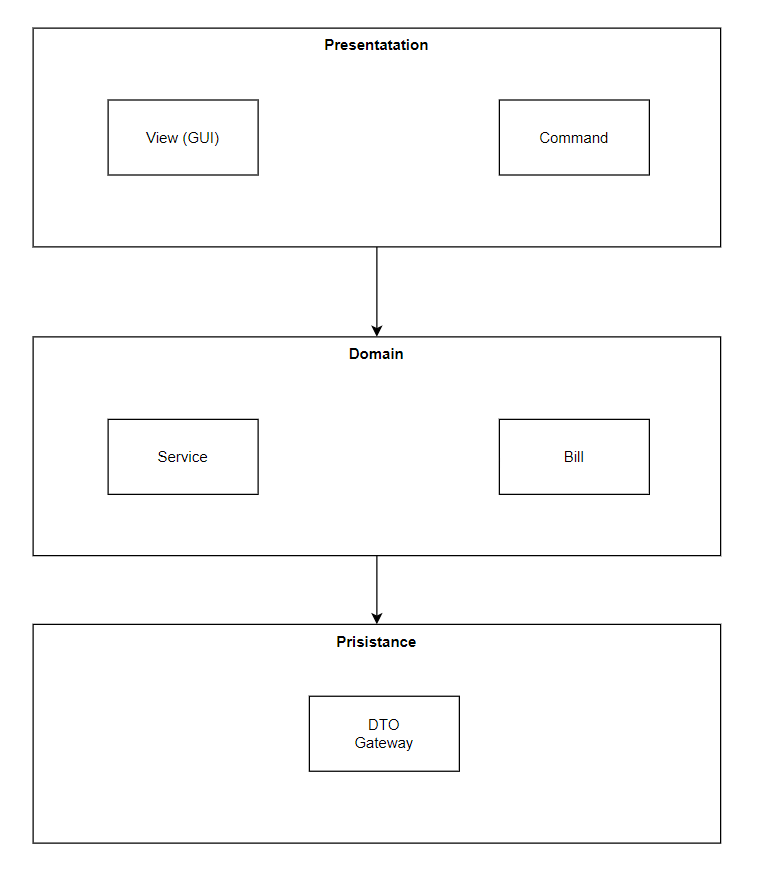 Presentatation
View (GUI)
Command
Domain
Service
Bill
Prisistance
DTO
Gateway